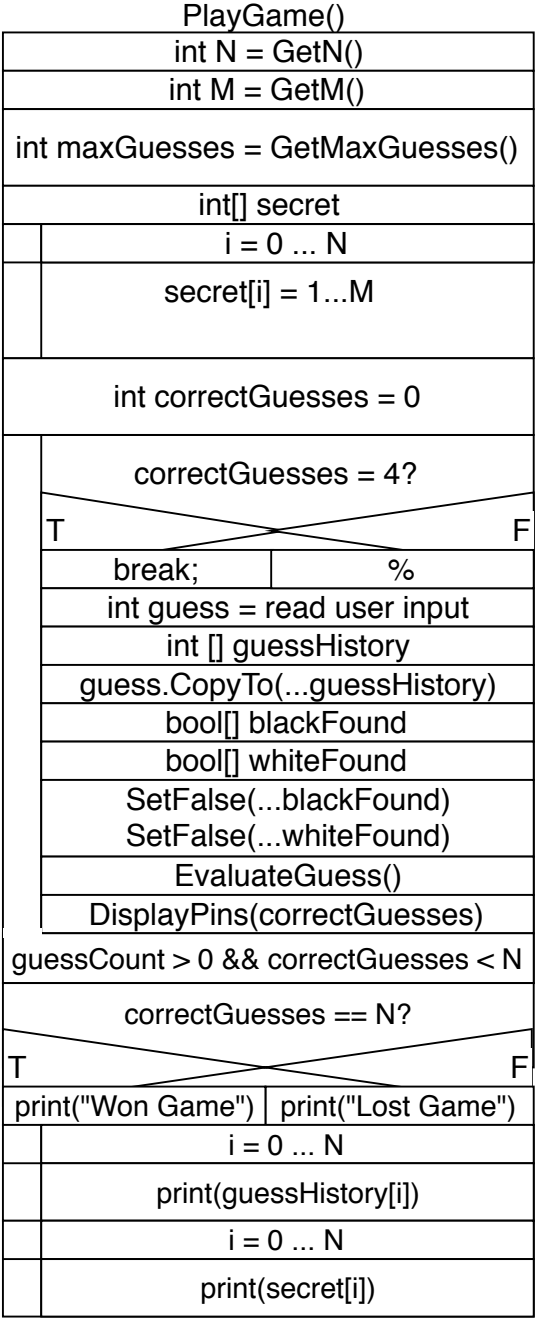 PlayGame()
int N = GetN()
int M = GetM()
int maxGuesses = GetMaxGuesses()
int[] secret
i = 0 ... N
secret[i] = 1...M
int correctGuesses = 0
correctGuesses = 4?
T F
break; %
int guess = read user input
int [] guessHistory
guess.CopyTo(...guessHistory)
bool[] blackFound
bool[] whiteFound
SetFalse(...blackFound)
SetFalse(...whiteFound)
EvaluateGuess()
DisplayPins(correctGuesses)
guessCount > 0 && correctGuesses < N
correctGuesses == N?
T F
print("Won Game") print("Lost Game")
i = 0 ... N
print(guessHistory[i])
i = 0 ... N
print(secret[i])